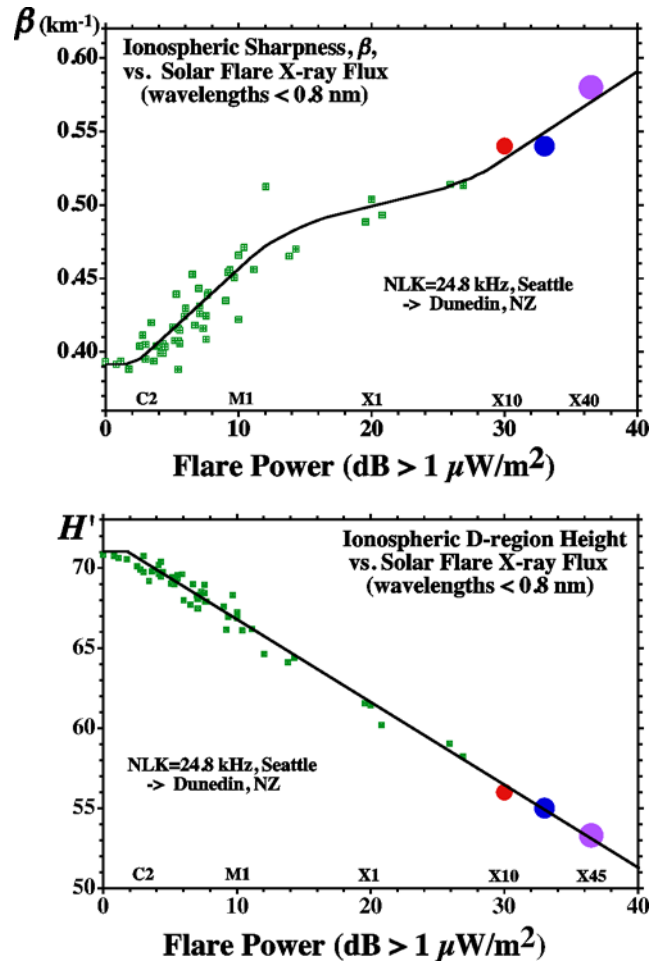 β (km-1)
Ionospheric Sharpness, β,
vs. Solar Flare X-ray Flux
(wavelengths < 0.8 nm)
0.60
0.55
0.50
0.45
0.40
NLK=24.8 kHz, Seattle
-> Dunedin, NZ
C2 M1 X1 X10 X40
0 10 20 30 40
Flare Power (dB > 1 μW/m2)
H'
Ionospheric D-region Height
vs. Solar Flare X-ray Flux
(wavelengths < 0.8 nm)
70
65
60
55
50
NLK=24.8 kHz, Seattle
-> Dunedin, NZ
C2 M1 X1 X10 X45
0 10 20 30 40
Flare Power (dB > 1 μW/m2)